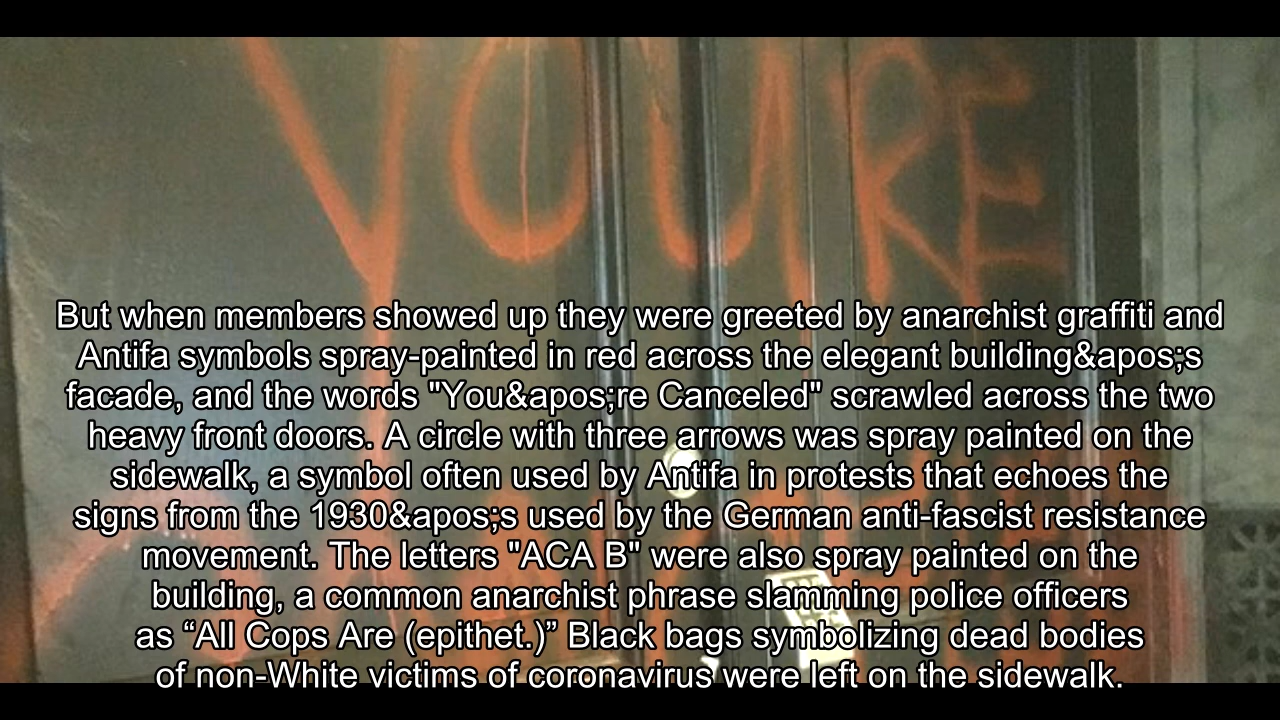 YOU'RE
But when members showed up they were greeted by anarchist graffiti and
Antifa symbols spray-painted in red across the elegant building&apos;s
facade, and the words "You&apos;re Canceled" scrawled across the two
heavy front doors. A circle with three arrows was spray painted on the
sidewalk, a symbol often used by Antifa in protests that echoes the
signs from the 1930&apos;s used by the German anti-fascist resistance
movement. The letters "ACA B" were also spray painted on the
building, a common anarchist phrase slamming police officers
as “All Cops Are (epithet.)” Black bags symbolizing dead bodies
of non-White victims of coronavirus were left on the sidewalk.